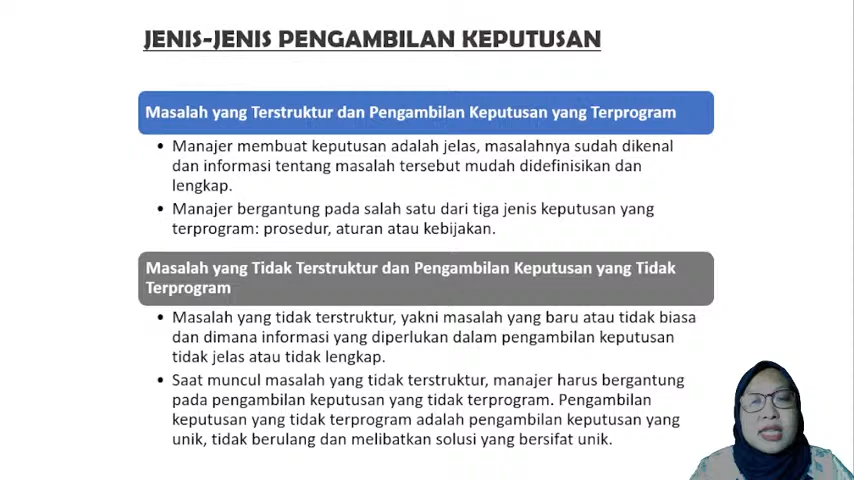 JENIS-JENIS PENGAMBILAN KEPUTUSAN
Masalah yang Terstruktur dan Pengambilan Keputusan yang Terprogram
• Manajer membuat keputusan adalah jelas, masalahnya sudah dikenal
dan informasi tentang masalah tersebut mudah didefinisikan dan
lengkap.
• Manajer bergantung pada salah satu dari tiga jenis keputusan yang
terprogram: prosedur, aturan atau kebijakan.
Masalah yang Tidak Terstruktur dan Pengambilan Keputusan yang Tidak
Terprogram
• Masalah yang tidak terstruktur, yakni masalah yang baru atau tidak biasa
dan dimana informasi yang diperlukan dalam pengambilan keputusan
tidak jelas atau tidak lengkap.
• Saat muncul masalah yang tidak terstruktur, manajer harus bergantung
pada pengambilan keputusan yang tidak terprogram. Pengambilan
keputusan yang tidak terprogram adalah pengambilan keputusan yang
unik, tidak berulang dan melibatkan solusi yang bersifat unik.